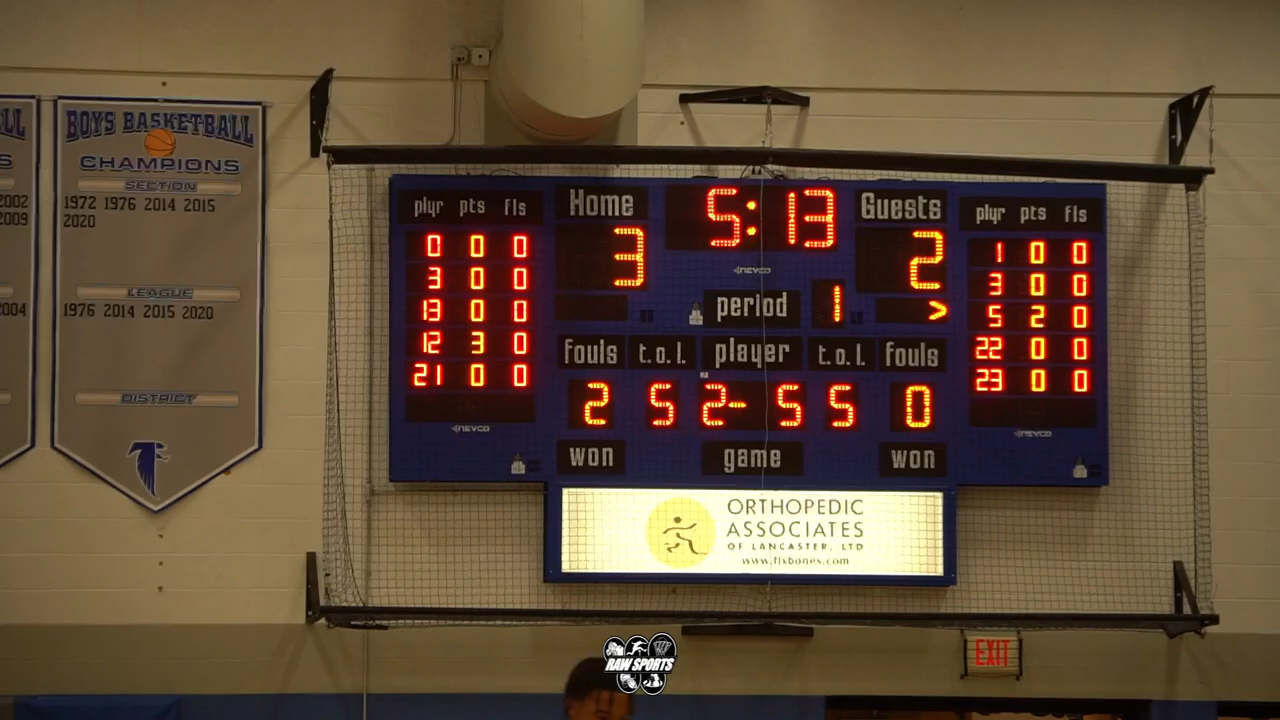 LL
S
2002
2009
2004
BOYS BASKETBALL
CHAMPIONS
SECTION
1972 1976 2014 2015
2020
LEAGUE
1976 2014 2015 2020
DISTRICT
plyr pts fls
0 0 0
3 0 0
13 0 0
12 3 0
21 0 0
NEVCO
Home 5:13 Guests
3 2
NEVCO
period 1 >
fouls t.o.l. player t.o.l. fouls
2 5 2- 5 5 0
won game won
plyr pts fls
1 0 0
3 0 0
5 2 0
22 0 0
23 0 0
NEVCO
ORTHOPEDIC
ASSOCIATES
OF LANCASTER, LTD
www.flxbones.com
EXIT
RAW SPORTS